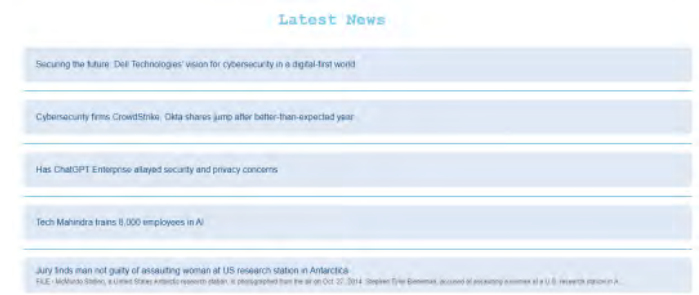 Latest News
Securing the future: Dell Technologies' vision for cybersecurity in a digital-first world
Cybersecurity firms CrowdStrike, Okta shares jump after better-than-expected year
Has ChatGPT Enterprise allayed security and privacy concerns
Tech Mahindra trains 8,000 employees in AI
Jury finds man not guilty of assaulting woman at US research station in Antarctica
FILE - McMurdo Station, a United States Antarctic research station, is photographed from the air on Oct. 27, 2014. Stephen Tyler Bieneman, accused of assaulting a woman at a U.S. research station in A...